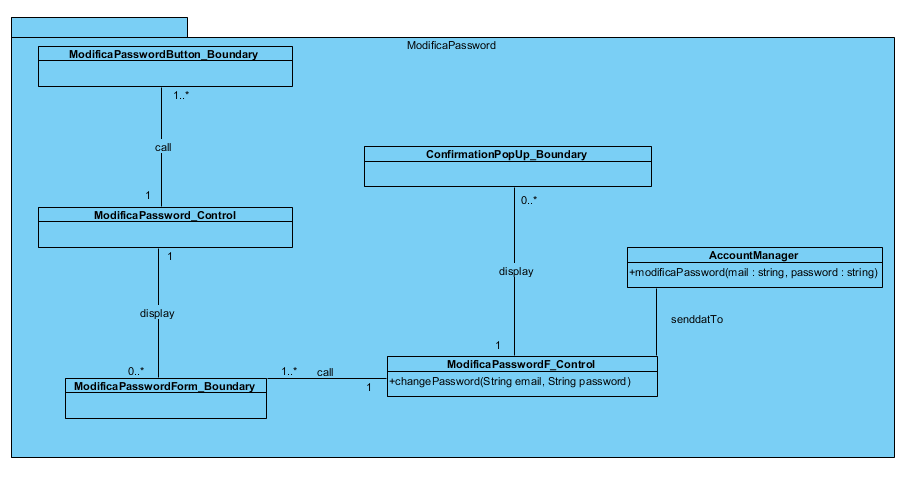 ModificaPassword
ModificaPasswordButton_Boundary
1..*
call
1
ModificaPassword_Control
1
display
0..*
ModificaPasswordForm_Boundary
1..*
call
1
ConfirmationPopUp_Boundary
0..*
display
1
ModificaPasswordF_Control
+changePassword(String email, String password)
AccountManager
+modificaPassword(mail : string, password : string)
senddatTo